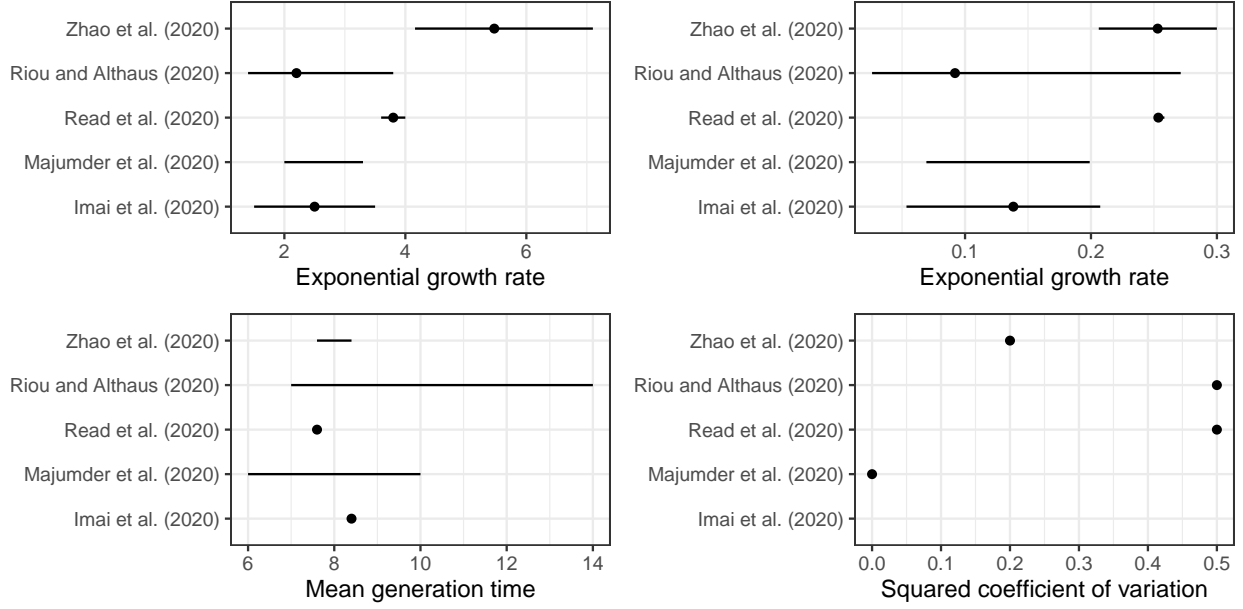 Zhao et al. (2020)
Riou and Althaus (2020)
Read et al. (2020)
Majumder et al. (2020)
Imai et al. (2020)
2 4 6
Exponential growth rate
Zhao et al. (2020)
Riou and Althaus (2020)
Read et al. (2020)
Majumder et al. (2020)
Imai et al. (2020)
0.1 0.2 0.3
Exponential growth rate
Zhao et al. (2020)
Riou and Althaus (2020)
Read et al. (2020)
Majumder et al. (2020)
Imai et al. (2020)
6 8 10 12 14
Mean generation time
Zhao et al. (2020)
Riou and Althaus (2020)
Read et al. (2020)
Majumder et al. (2020)
Imai et al. (2020)
0.0 0.1 0.2 0.3 0.4 0.5
Squared coefficient of variation